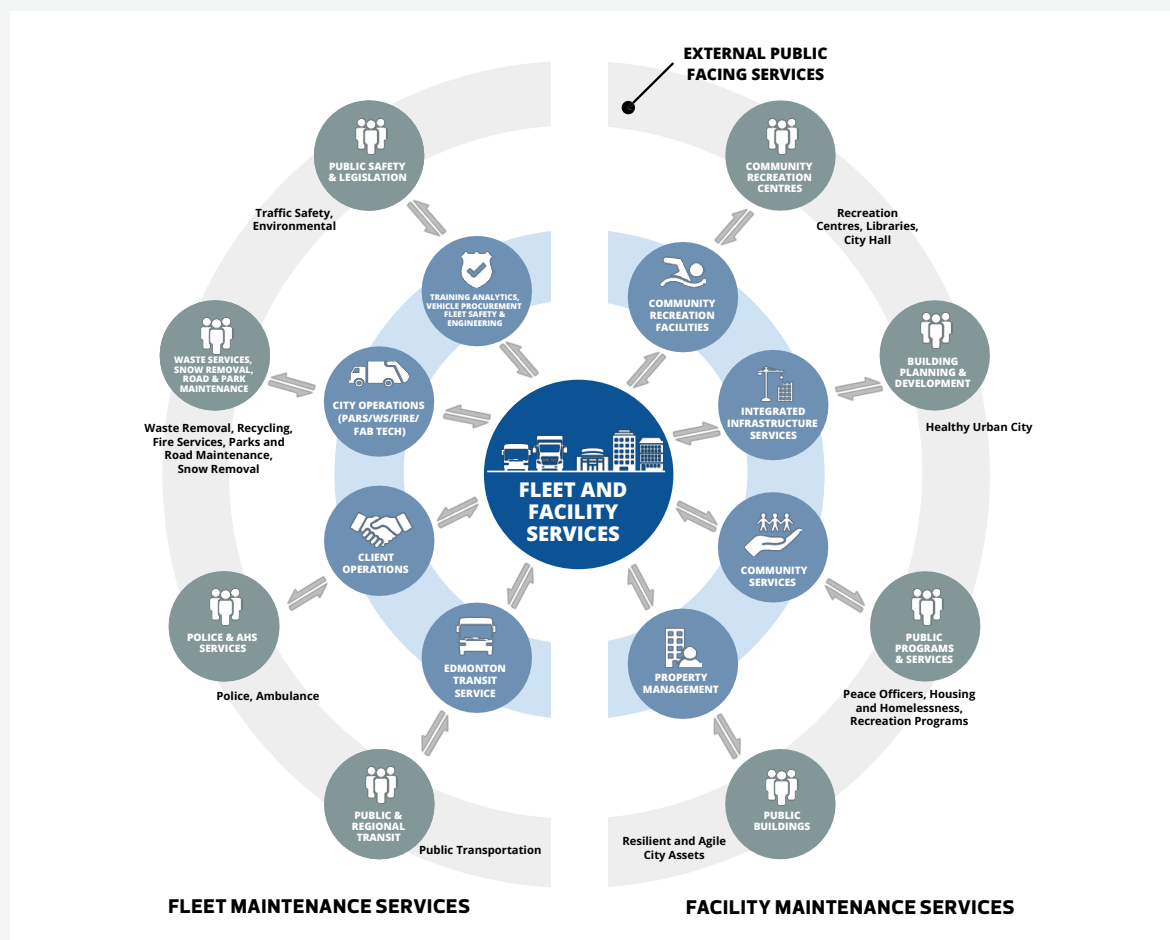 EXTERNAL PUBLIC
FACING SERVICES
PUBLIC SAFETY
& LEGISLATION
Traffic Safety,
Environmental
COMMUNITY
RECREATION
CENTRES
Recreation
Centres, Libraries,
City Hall
TRAINING ANALYTICS,
VEHICLE PROCUREMENT
FLEET SAFETY &
ENGINEERING
COMMUNITY
RECREATION
FACILITIES
WASTE SERVICES,
SNOW REMOVAL,
ROAD & PARK
MAINTENANCE
Waste Removal, Recycling,
Fire Services, Parks and
Road Maintenance,
Snow Removal
CITY OPERATIONS
(PARS/WS/FIRE/
FAB TECH)
INTEGRATED
INFRASTRUCTURE
SERVICES
BUILDING
PLANNING &
DEVELOPMENT
Healthy Urban City
FLEET AND
FACILITY
SERVICES
CLIENT
OPERATIONS
COMMUNITY
SERVICES
POLICE & AHS
SERVICES
Police, Ambulance
PUBLIC
PROGRAMS
& SERVICES
Peace Officers, Housing
and Homelessness,
Recreation Programs
EDMONTON
TRANSIT
SERVICE
PROPERTY
MANAGEMENT
PUBLIC &
REGIONAL
TRANSIT
Public Transportation
PUBLIC
BUILDINGS
Resilient and Agile
City Assets
FLEET MAINTENANCE SERVICES
FACILITY MAINTENANCE SERVICES